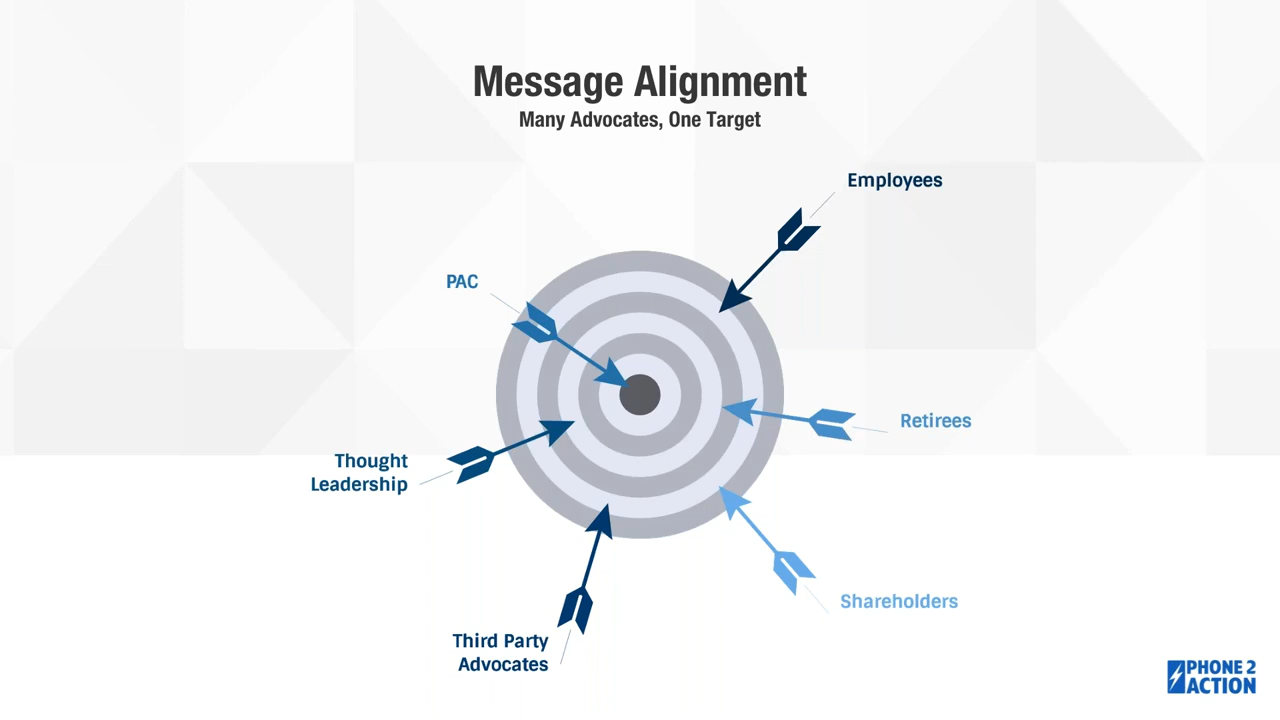 Message Alignment
Many Advocates, One Target
Employees
PAC
Retirees
Thought
Leadership
Shareholders
Third Party
Advocates
PHONE 2
ACTION